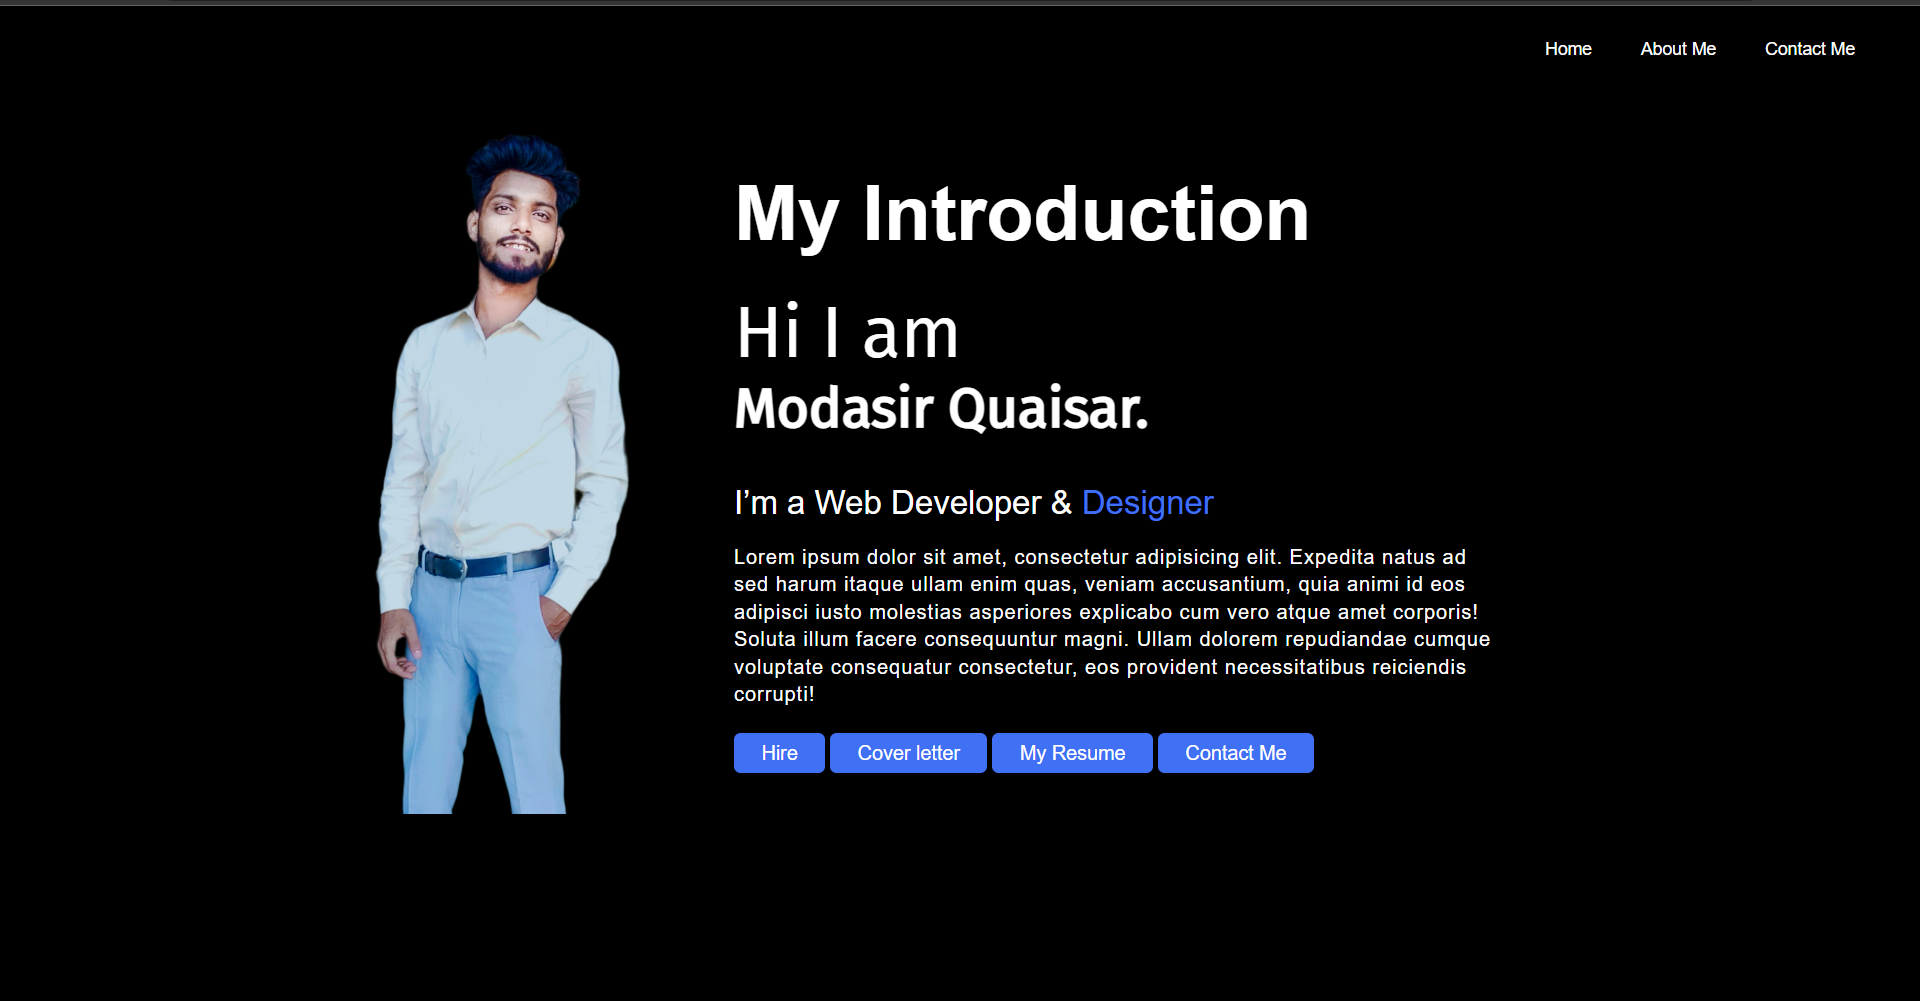 Home About Me Contact Me
My Introduction
Hi I am
Modasir Quaisar.
I’m a Web Developer & Designer
Lorem ipsum dolor sit amet, consectetur adipisicing elit. Expedita natus ad
sed harum itaque ullam enim quas, veniam accusantium, quia animi id eos
adipisci iusto molestias asperiores explicabo cum vero atque amet corporis!
Soluta illum facere consequuntur magni. Ullam dolorem repudiandae cumque
voluptate consequatur consectetur, eos provident necessitatibus reiciendis
corrupti!
Hire Cover letter My Resume Contact Me